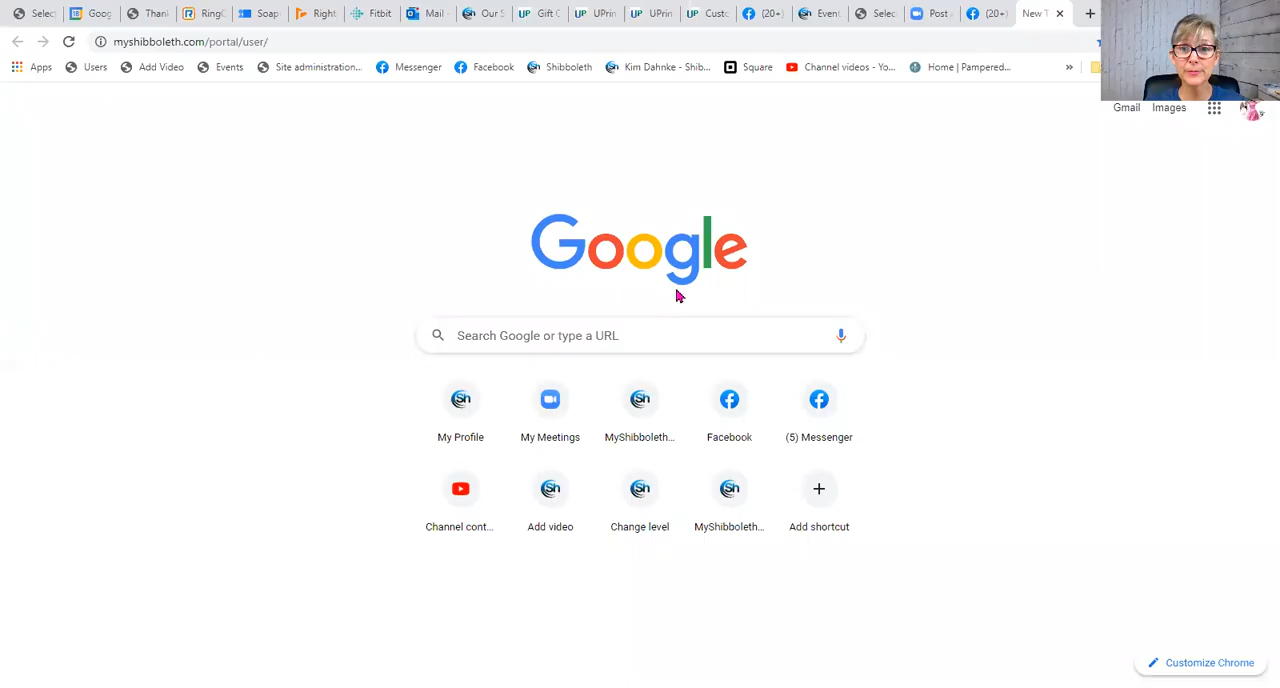 Selec
Goog
Thank
RingC
Soap
Right
Fitbit
Mail -
Our S
Gift C
UPrin
UPrin
Custo
(20+)
Event
Selec
Post
(20+)
New T
myshibboleth.com/portal/user/
Apps
Users
Add Video
Events
Site administration...
Messenger
Facebo
Shibboleth
Kim Dahnke - Shib...
Square
Channel videos - Yo...
Home | Pampered...
Gmail
Images
Google
Search Google or type a URL
My Profile
My Meetings
MyShibboleth...
Facebook
(5) Messenger
Channel cont...
Add video
Change level
MyShibboleth...
Add shortcut
Customize Chrome